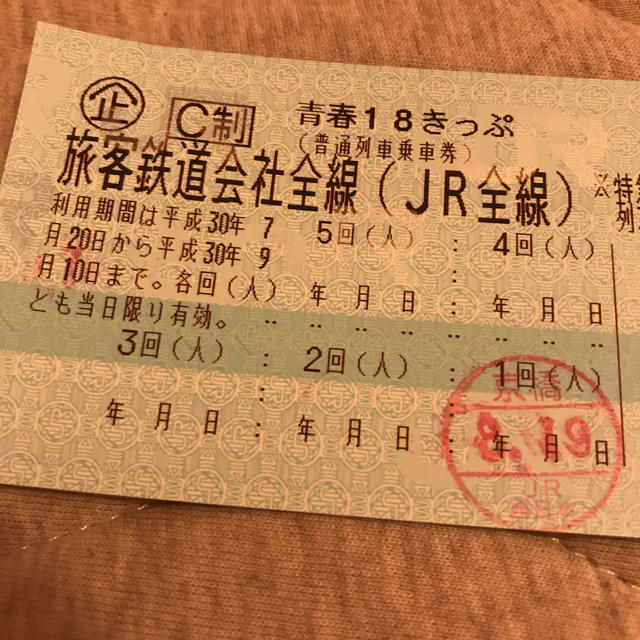 企 C制 青春18きっぷ
(普通列車乗車券)
旅客鉄道会社全線(JR全線) ※特
列
利用期間は平成30年 7
月20日から平成30年 9
月10日まで。各回(人)
とも当日限り有効。
5回(人) : 4回(人)
年 月 日 : 年 月 日
3回(人) : 2回(人) : 1回(人)
年 月 日 : 年 月 日 : 年 月 日
京橋
8.19
JR